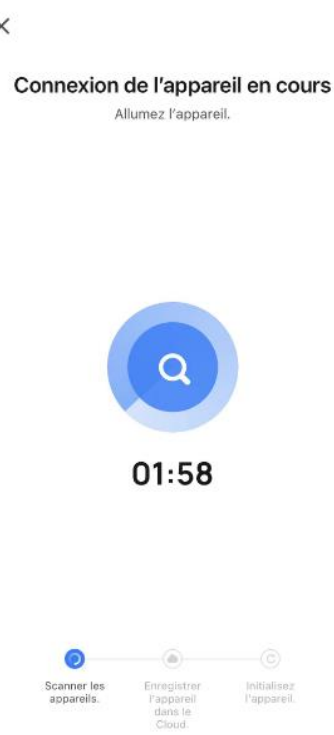 Connexion de l'appareil en cours
Allumez l'appareil.
01:58
Scanner les
appareils.
Enregistrer
l'appareil
dans le
Cloud.
Initialisez
l'appareil.